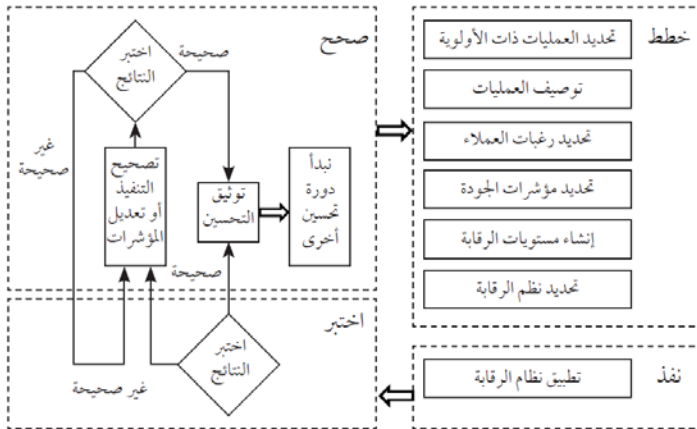 خطط
تحديد العمليات ذات الأولوية
توصيف العمليات
تحديد رغبات العملاء
تحديد مؤشرات الجودة
إنشاء مستويات الرقابة
تحديد نظم الرقابة
نفذ
تطبيق نظام الرقابة
اختبر
اختبر
النتائج
صحيحة
غير صحيحة
صحح
نبدأ
دورة
تحسين
أخرى
توثيق
التحسين
تصحيح
التنفيذ
أو تعديل
المؤشرات
اختبر
النتائج
صحيحة
غير
صحيحة